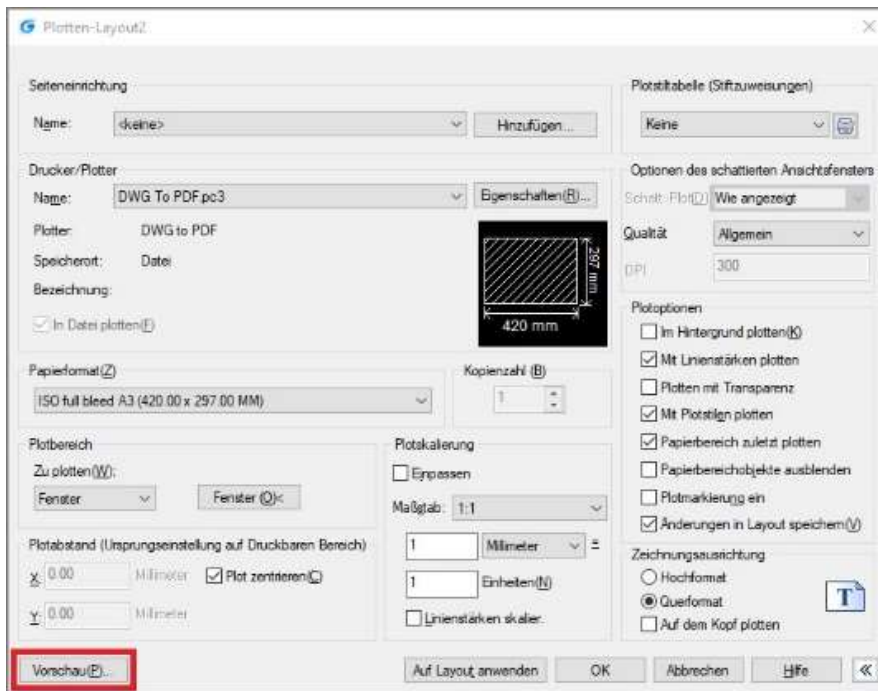 Plotten-Layout2
Seiteneinrichtung
Name: <keine> Hinzufügen...
Plotstiltabelle (Stiftzuweisungen)
Keine
Drucker/Plotter
Name: DWG To PDF.pc3 Eigenschaften(R)...
Plotter: DWG to PDF
Speicherort: Datei
Bezeichnung:
In Datei plotten(F)
297 mm
420 mm
Optionen des schattierten Ansichtsfensters
Schatt-Plot(D) Wie angezeigt
Qualität Allgemein
DPI 300
Papierformat(Z)
ISO full bleed A3 (420.00 x 297.00 MM)
Kopienzahl (B)
1
Plotoptionen
Im Hintergrund plotten(K)
Mit Linienstärken plotten
Plotten mit Transparenz
Mit Plotstilen plotten
Papierbereich zuletzt plotten
Papierbereichobjekte ausblenden
Plotmarkierung ein
Änderungen in Layout speichern(V)
Plotbereich
Zu plotten(W):
Fenster Fenster (O)<
Plotskalierung
Einpassen
Maßgtab: 1:1
1 Millimeter =
1 Einheiten(N)
Linienstärken skalier.
Plotabstand (Ursprungseinstellung auf Druckbaren Bereich)
X: 0.00 Millimeter Plot zentrieren(C)
Y: 0.00 Millimeter
Zeichnungsausrichtung
Hochformat
Querformat
Auf dem Kopf plotten
T
Vorschau(P)... Auf Layout anwenden OK Abbrechen Hilfe